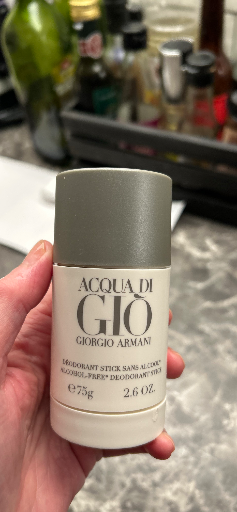 ACQUA DI
GIÒ
GIORGIO ARMANI
DÉODORANT STICK SANS ALCOOL*
ALCOHOL-FREE* DEODORANT STICK
℮75g 2.6 OZ.